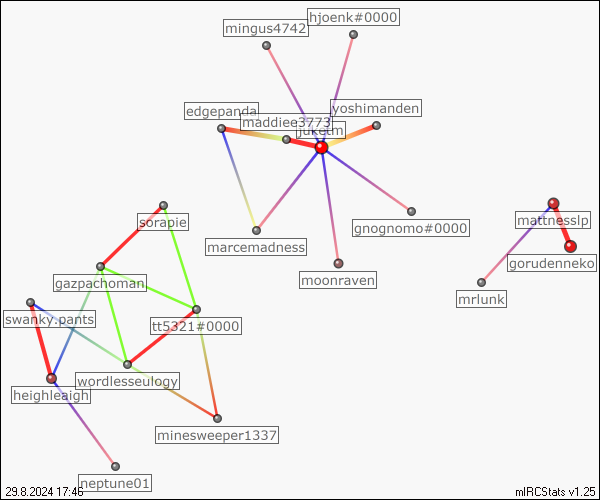 hjoenk#0000
mingus4742
edgepanda
yoshimanden
maddiee3773
juketm
sorapie
gnognomo#0000
mattnesslp
marcemadness
gorudenneko
gazpachoman
moonraven
mrlunk
swanky.pants
tt5321#0000
wordlesseulogy
heighleaigh
minesweeper1337
neptune01
29.8.2024 17:46
mIRCStats v1.25